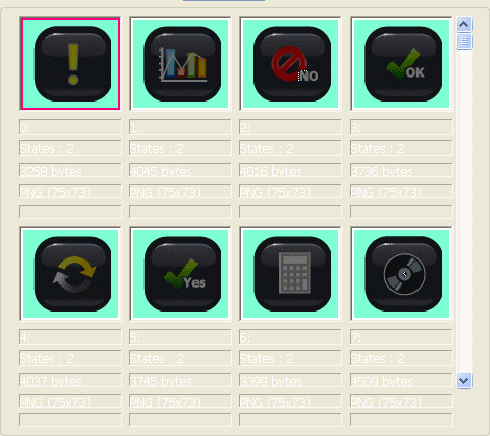 NO
OK
0:
1:
2:
3:
States : 2
States : 2
States : 2
States : 2
3258 bytes
4045 bytes
4016 bytes
3736 bytes
PNG (75x73)
PNG (75x73)
PNG (75x73)
PNG (75x73)
Yes
4:
5:
6:
7:
States : 2
States : 2
States : 2
States : 2
4037 bytes
3745 bytes
3399 bytes
4509 bytes
PNG (75x73)
PNG (75x73)
PNG (75x73)
PNG (75x73)